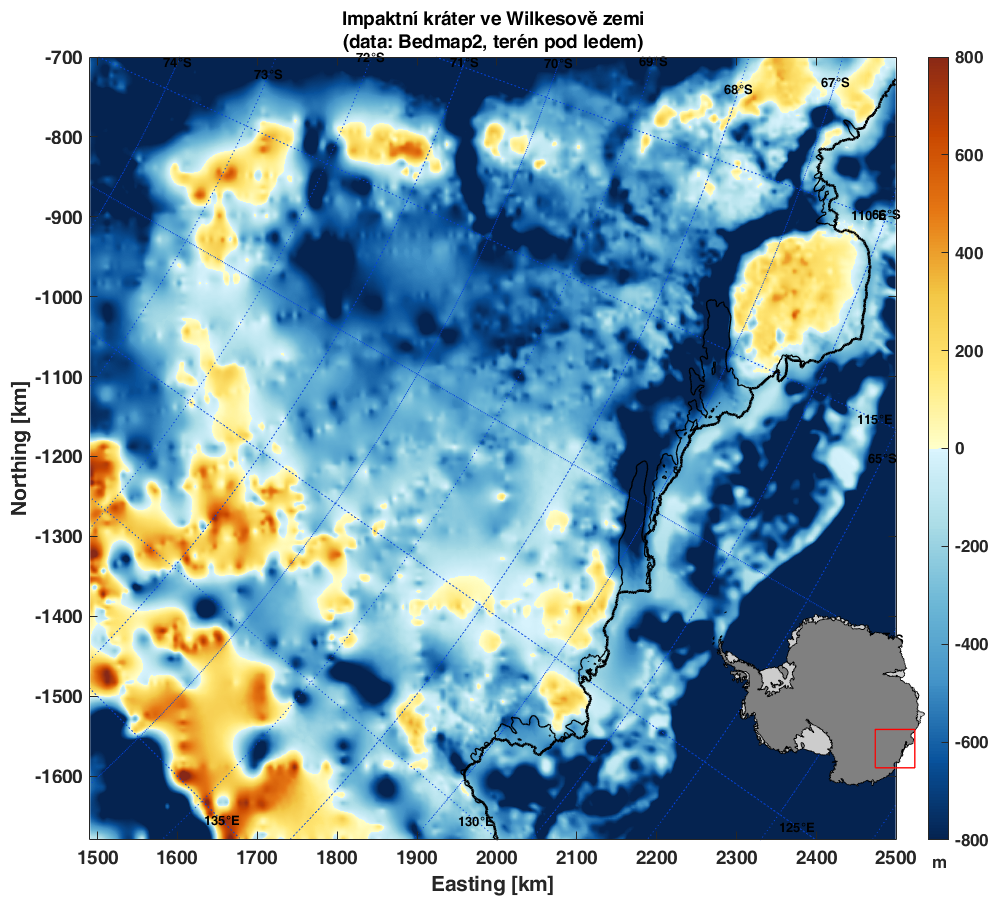 Impaktní kráter ve Wilkesově zemi
(data: Bedmap2, terén pod ledem)
74°S
73°S
72°S
71°S
70°S
69°S
68°S
67°S
66°S
110°E
115°E
65°S
125°E
130°E
135°E
-700
-800
-900
-1000
-1100
-1200
-1300
-1400
-1500
-1600
Northing [km]
1500 1600 1700 1800 1900 2000 2100 2200 2300 2400 2500
Easting [km]
800
600
400
200
0
-200
-400
-600
-800
m